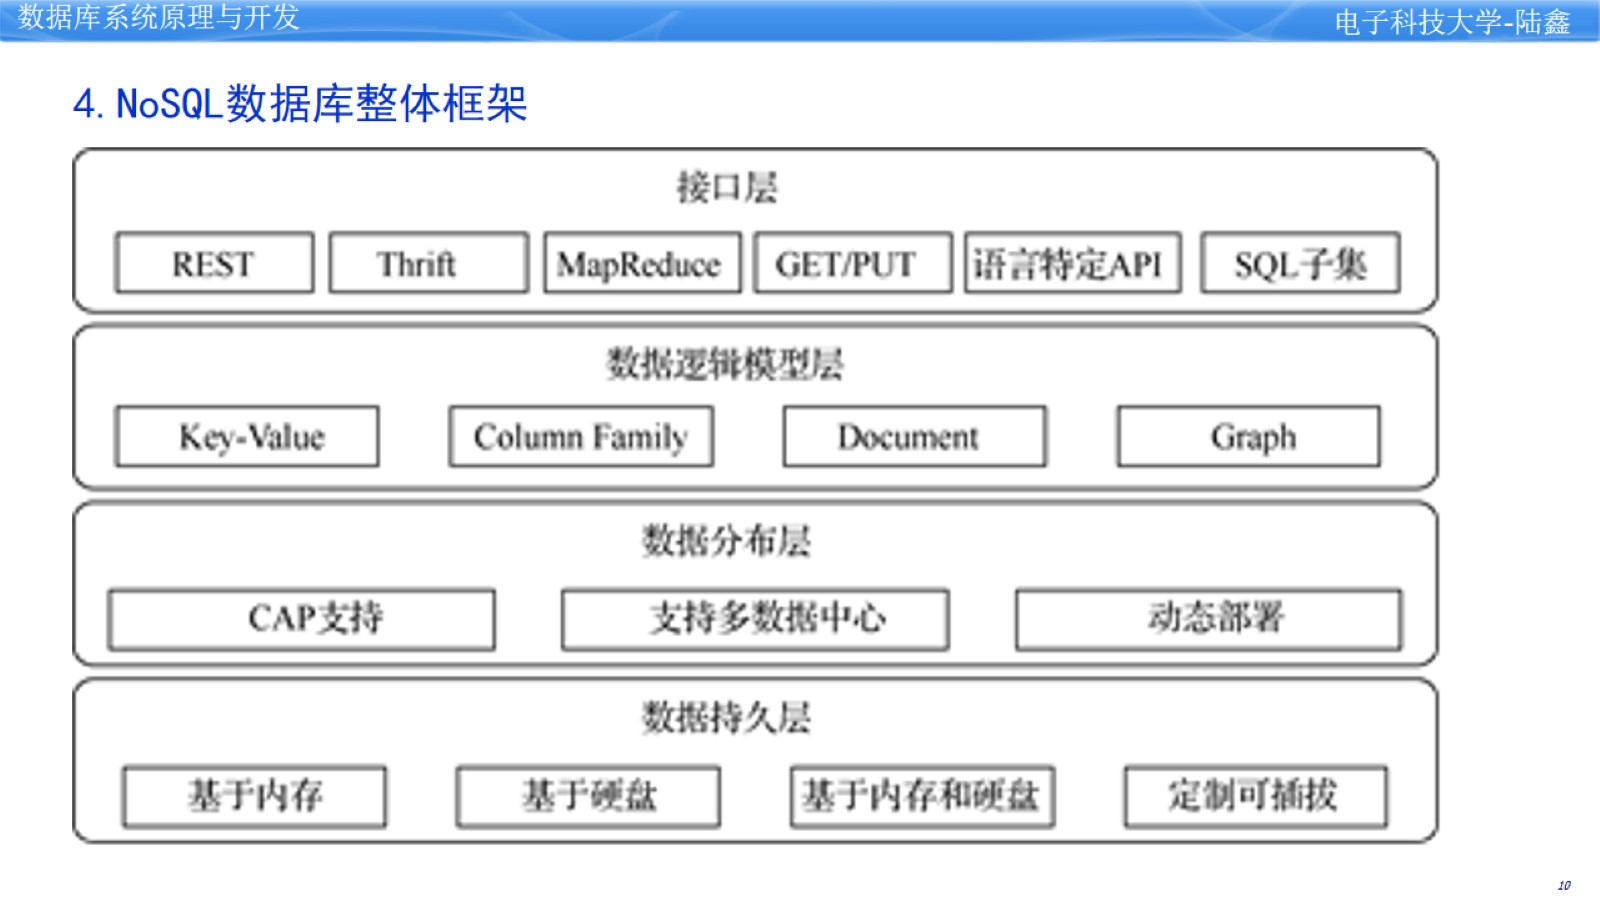 数据库系统原理与开发
电子科技大学-陆鑫
4.NoSQL数据库整体框架
接口层
REST
Thrift
MapReduce
GET/PUT
语言特定API
SQL子集
数据逻辑模型层
Key-Value
Column Family
Document
Graph
数据分布层
CAP支持
支持多数据中心
动态部署
数据持久层
基于内存
基于硬盘
基于内存和硬盘
定制可插拔
10